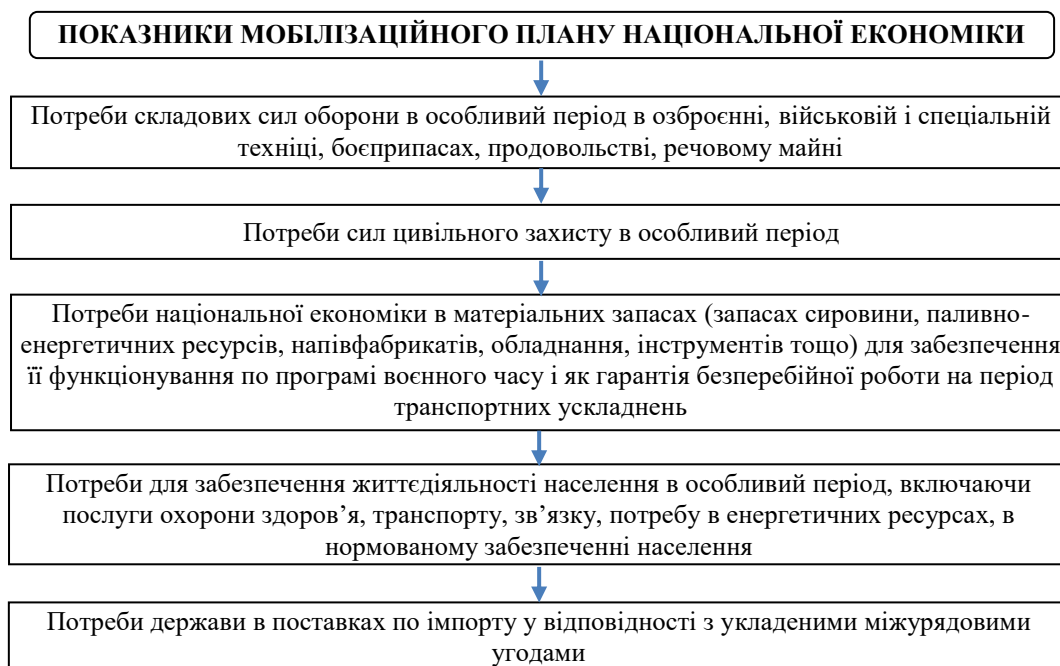 ПОКАЗНИКИ МОБІЛІЗАЦІЙНОГО ПЛАНУ НАЦІОНАЛЬНОЇ ЕКОНОМІКИ
Потреби складових сил оборони в особливий період в озброєнні, військовій і спеціальній
техніці, боєприпасах, продовольстві, речовому майні
Потреби сил цивільного захисту в особливий період
Потреби національної економіки в матеріальних запасах (запасах сировини, паливно-
енергетичних ресурсів, напівфабрикатів, обладнання, інструментів тощо) для забезпечення
її функціонування по програмі воєнного часу і як гарантія безперебійної роботи на період
транспортних ускладнень
Потреби для забезпечення життєдіяльності населення в особливий період, включаючи
послуги охорони здоров’я, транспорту, зв’язку, потребу в енергетичних ресурсах, в
нормованому забезпеченні населення
Потреби держави в поставках по імпорту у відповідності з укладеними міжурядовими
угодами